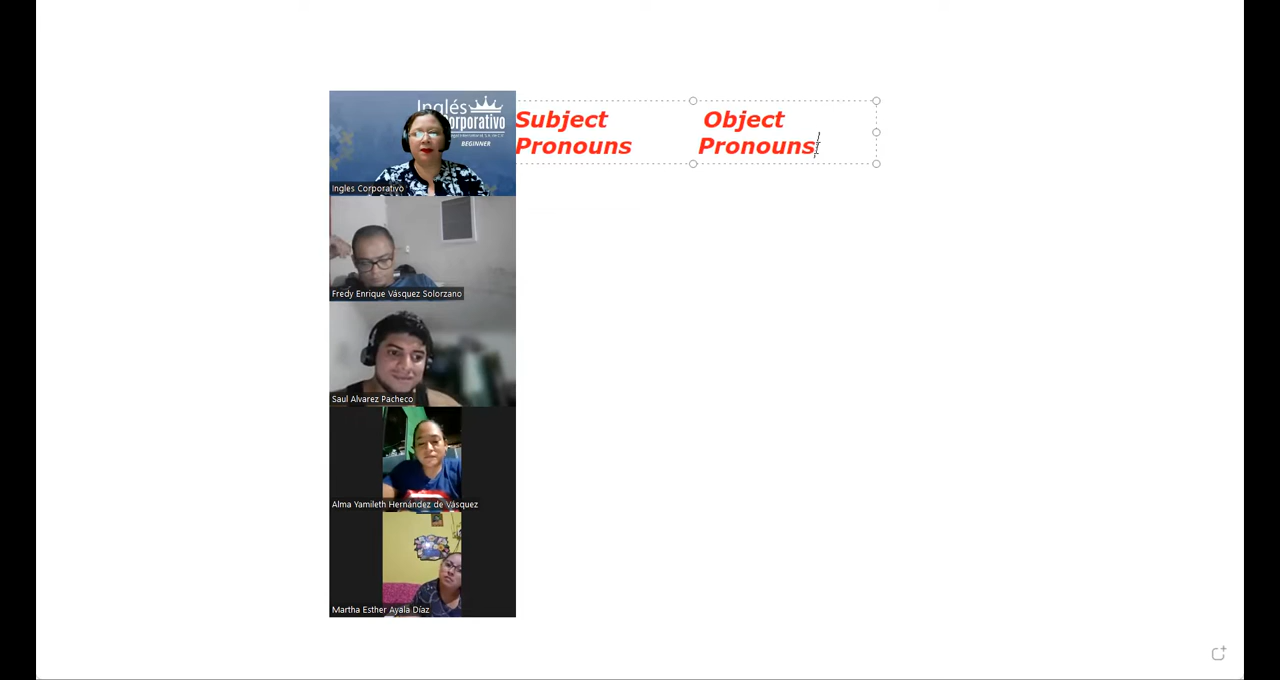 Inglés
Corporativo
BEGINNER
Ingles Corporativo
Subject Object
Pronouns Pronouns
Fredy Enrique Vásquez Solorzano
Saul Alvarez Pacheco
Alma Yamileth Hernández de Vásquez
Martha Esther Ayala Díaz